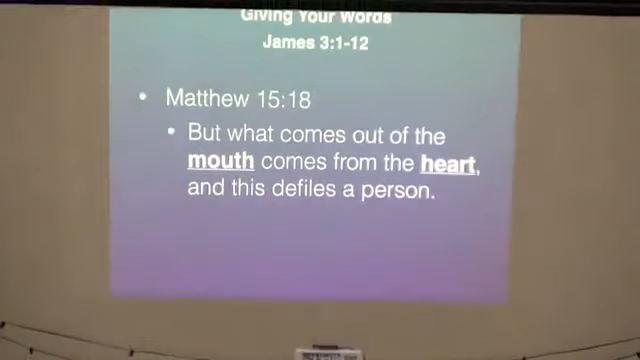 Giving Your Words
James 3:1-12
• Matthew 15:18
• But what comes out of the
mouth comes from the heart,
and this defiles a person.